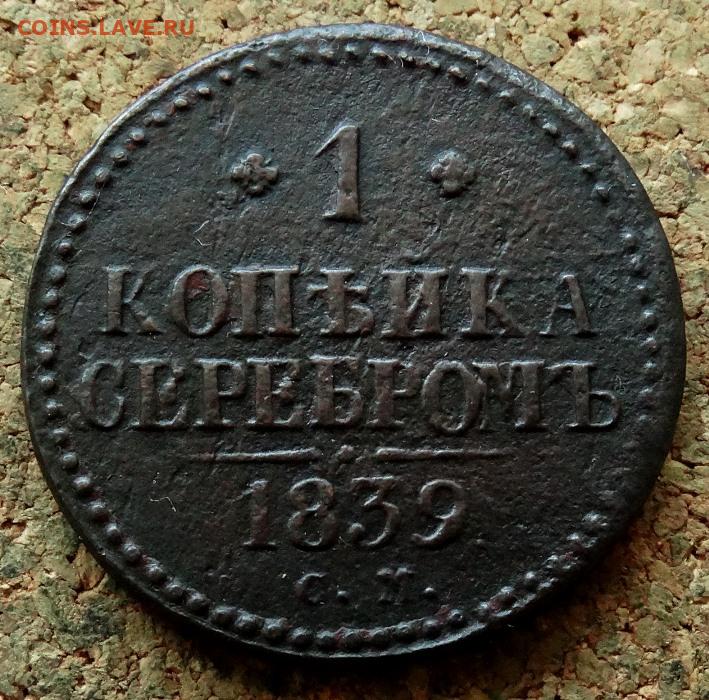 COINS.LAVE.RU
1
КОПѢЙКА
СЕРЕБРОМЪ
1839
С. М.